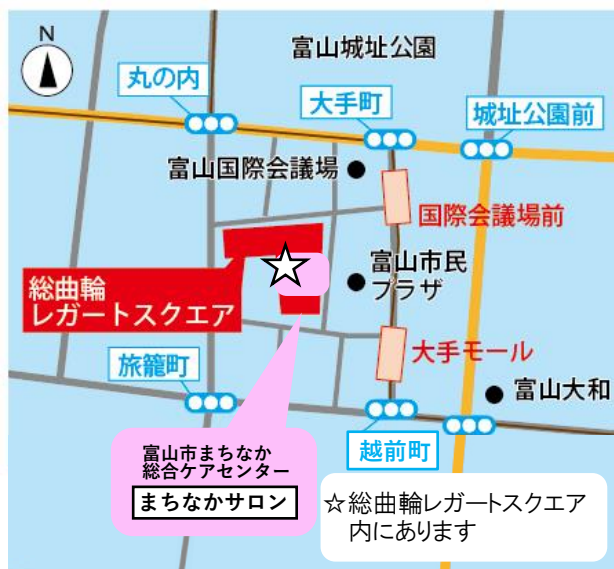 N
富山城址公園
丸の内
大手町
城址公園前
富山国際会議場
国際会議場前
総曲輪
レガートスクエア
富山市民
プラザ
大手モール
旅籠町
富山大和
越前町
富山市まちなか
総合ケアセンター
まちなかサロン
☆総曲輪レガートスクエア
内にあります